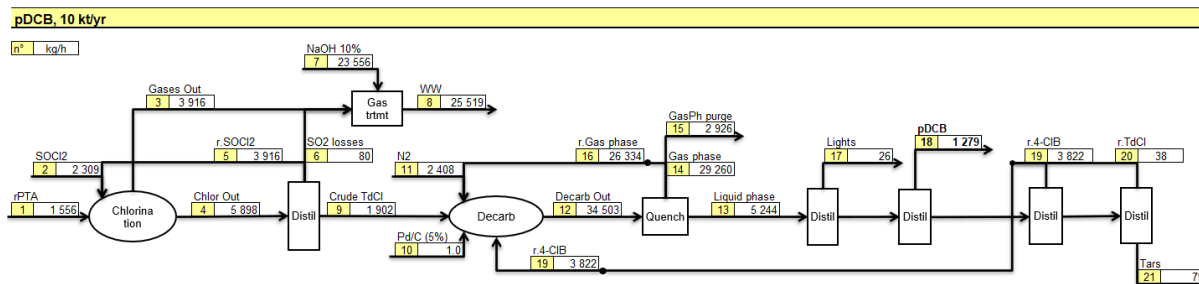 pDCB, 10 kt/yr
n° kg/h
NaOH 10%
7 23 556
Gases Out
3 3 916
Gas trtmt
WW
8 25 519
SOCl2
2 2 309
r.SOCl2
5 3 916
SO2 losses
6 80
N2
11 2 408
r.Gas phase
16 26 334
GasPh purge
15 2 926
Gas phase
14 29 260
Lights
17 26
pDCB
18 1 279
r.4-ClB
19 3 822
r.TdCl
20 38
rPTA
1 1 556
Chlorina
tion
Chlor Out
4 5 898
Distil
Crude TdCl
9 1 902
Decarb
Decarb Out
12 34 503
Quench
Liquid phase
13 5 244
Distil
Distil
Distil
Distil
Pd/C (5%)
10 1.0
r.4-ClB
19 3 822
Tars
21